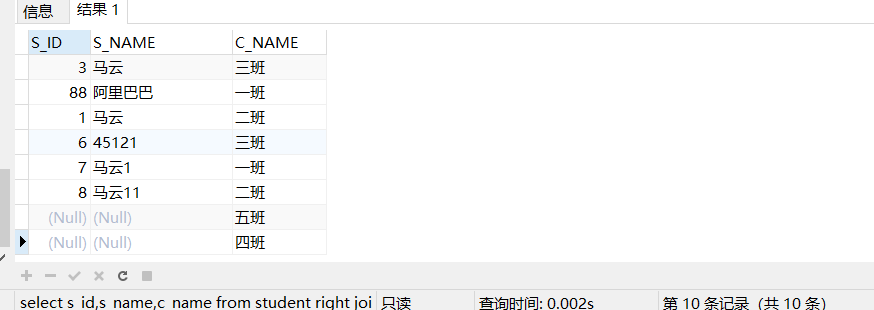 信息 结果 1
S_ID S_NAME C_NAME
3 马云 三班
88 阿里巴巴 一班
1 马云 二班
6 45121 三班
7 马云1 一班
8 马云11 二班
(Null) (Null) 五班
(Null) (Null) 四班
select s_id,s_name,c_name from student right joi 只读 查询时间: 0.002s 第 10 条记录（共 10 条）